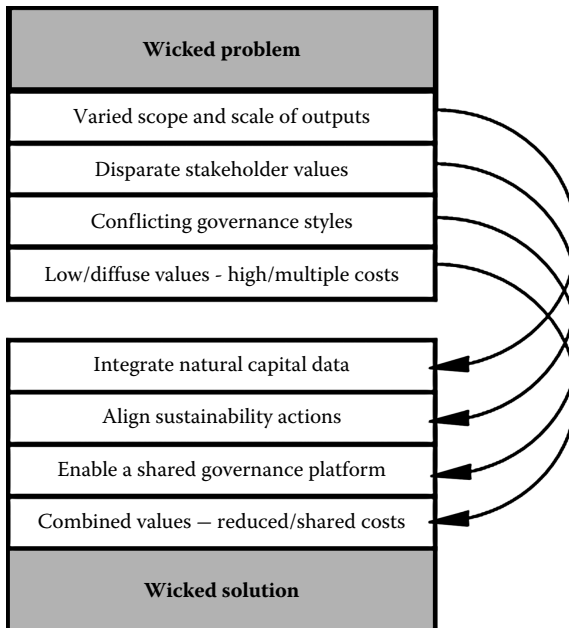 Wicked problem
Varied scope and scale of outputs
Disparate stakeholder values
Conflicting governance styles
Low/diffuse values - high/multiple costs
Integrate natural capital data
Align sustainability actions
Enable a shared governance platform
Combined values – reduced/shared costs
Wicked solution